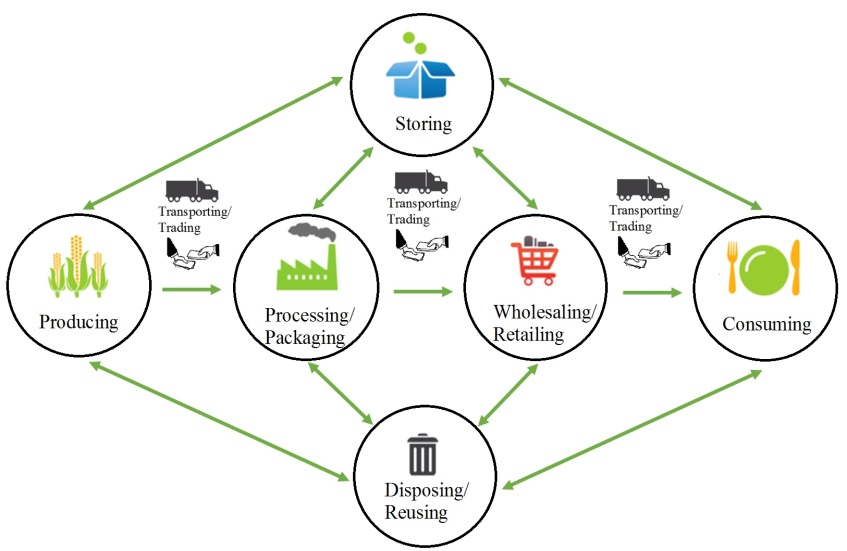 Storing
Transporting/
Trading
Transporting/
Trading
Transporting/
Trading
Producing
Processing/
Packaging
Wholesaling/
Retailing
Consuming
Disposing/
Reusing